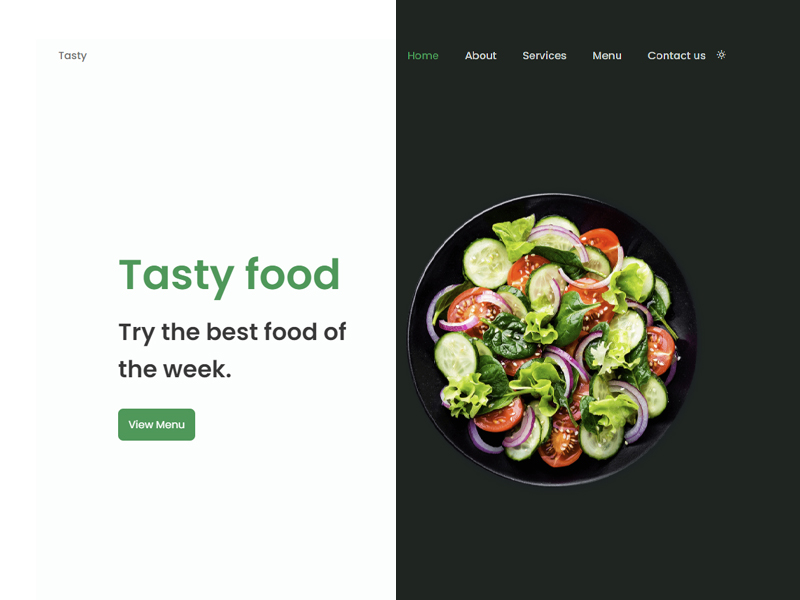 Tasty
Home About Services Menu Contact us
Tasty food
Try the best food of
the week.
View Menu